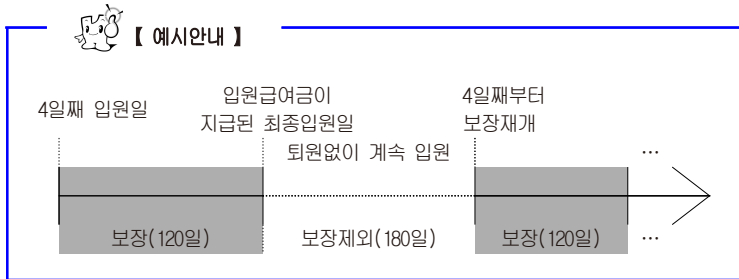 【 예시안내 】
4일째 입원일
입원급여금이
지급된 최종입원일
4일째부터
보장재개
퇴원없이 계속 입원
…
보장(120일)
보장제외(180일)
보장(120일)
…